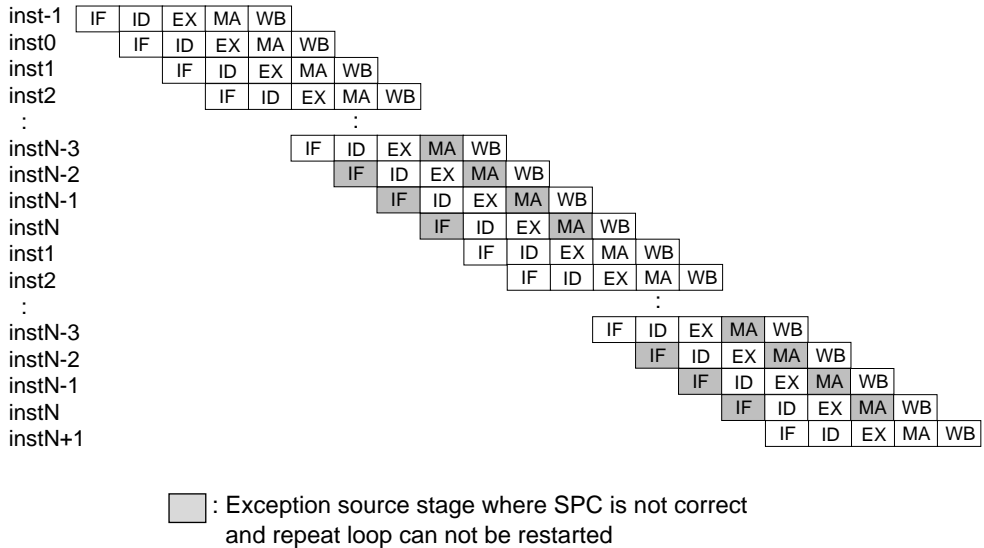 inst-1 IF ID EX MA WB
inst0 IF ID EX MA WB
inst1 IF ID EX MA WB
inst2 IF ID EX MA WB
: :
instN-3 IF ID EX MA WB
instN-2 IF ID EX MA WB
instN-1 IF ID EX MA WB
instN IF ID EX MA WB
inst1 IF ID EX MA WB
inst2 IF ID EX MA WB
: :
instN-3 IF ID EX MA WB
instN-2 IF ID EX MA WB
instN-1 IF ID EX MA WB
instN IF ID EX MA WB
instN+1 IF ID EX MA WB
: Exception source stage where SPC is not correct
and repeat loop can not be restarted